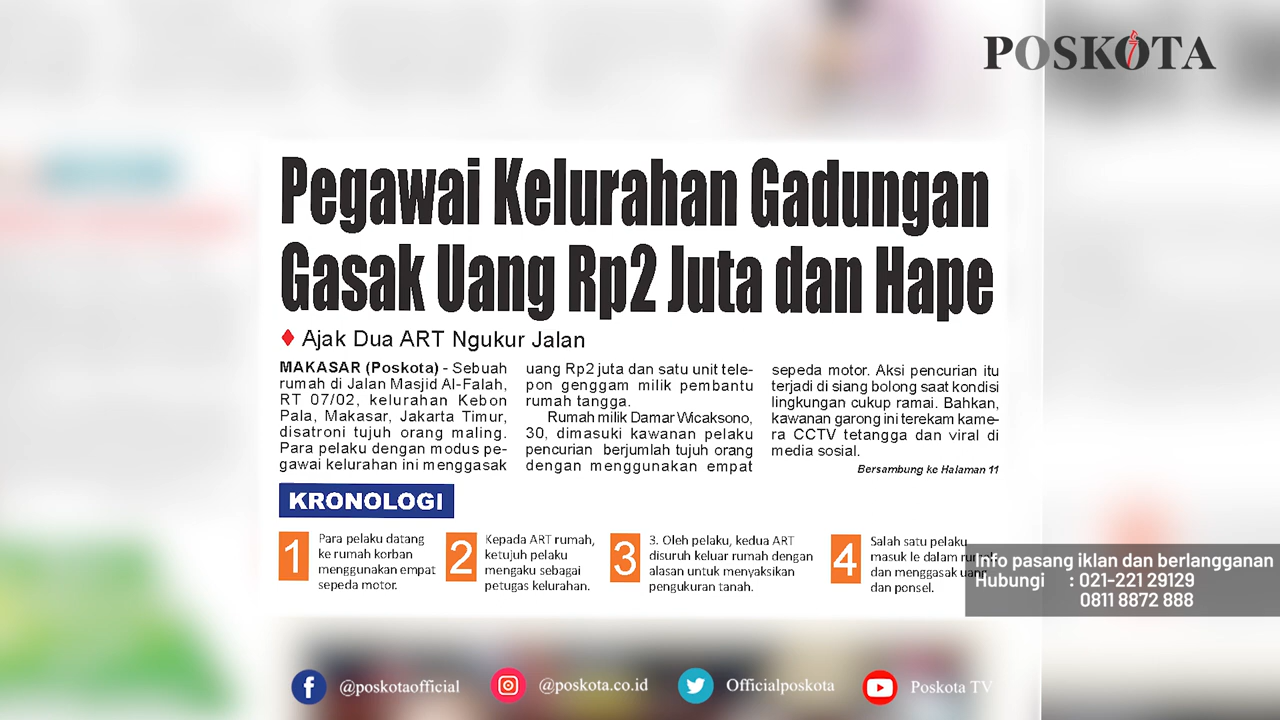 POSKOTA
Pegawai Kelurahan Gadungan
Gasak Uang Rp2 Juta dan Hape
Ajak Dua ART Ngukur Jalan
MAKASAR (Poskota) - Sebuah
rumah di Jalan Masjid Al-Falah,
RT 07/02, kelurahan Kebon
Pala, Makasar, Jakarta Timur,
disatroni tujuh orang maling.
Para pelaku dengan modus pe-
gawai kelurahan ini menggasak
uang Rp2 juta dan satu unit tele-
pon genggam milik pembantu
rumah tangga.
Rumah milik Damar Wicaksono,
30, dimasuki kawanan pelaku
pencurian berjumlah tujuh orang
dengan menggunakan empat
sepeda motor. Aksi pencurian itu
terjadi di siang bolong saat kondisi
lingkungan cukup ramai. Bahkan,
kawanan garong ini terekam kame-
ra CCTV tetangga dan viral di
media sosial.
Bersambung ke Halaman 11
KRONOLOGI
1
Para pelaku datang
ke rumah korban
menggunakan empat
sepeda motor.
2
Kepada ART rumah,
ketujuh pelaku
mengaku sebagai
petugas kelurahan.
3
3. Oleh pelaku, kedua ART
disuruh keluar rumah dengan
alasan untuk menyaksikan
pengukuran tanah.
4
Salah satu pelaku
masuk le dalam rumah
dan menggasak uang
dan ponsel.
Info pasang iklan dan berlangganan
Hubungi : 021-221 29129
0811 8872 888
@poskotaofficial
@poskota.co.id
Officialposkota
Poskota TV